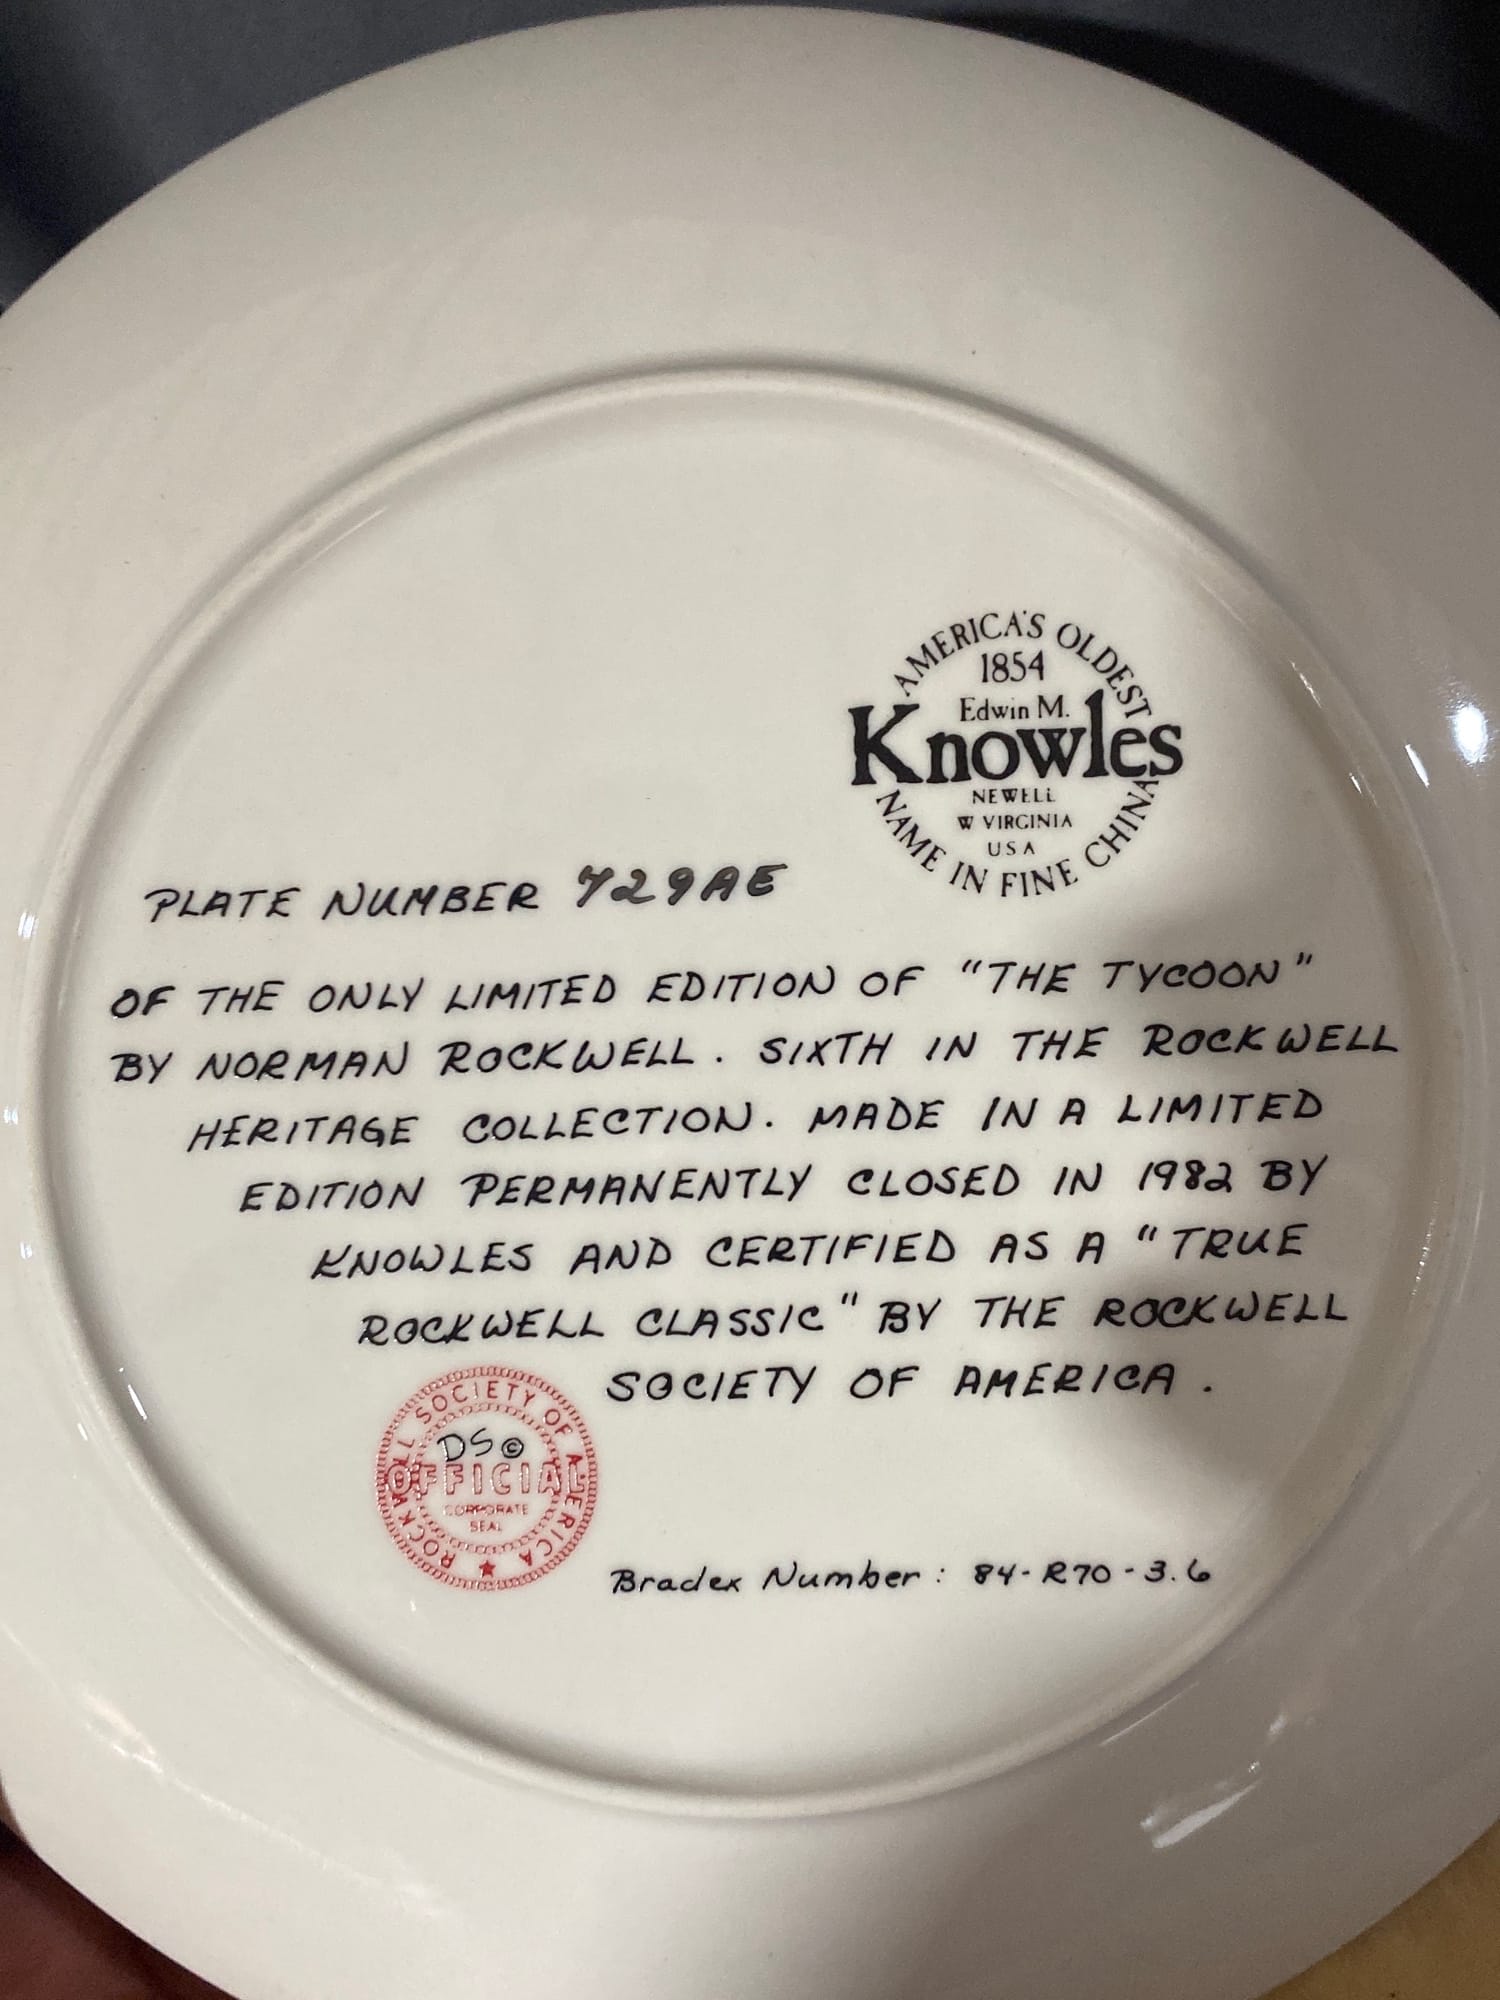 AMERICA'S OLDEST
1854
Edwin M.
Knowles
NEWELL
W VIRGINIA
USA
NAME IN FINE CHINA
PLATE NUMBER 729AE
OF THE ONLY LIMITED EDITION OF "THE TYCOON"
BY NORMAN ROCKWELL. SIXTH IN THE ROCKWELL
HERITAGE COLLECTION. MADE IN A LIMITED
EDITION PERMANENTLY CLOSED IN 1982 BY
KNOWLES AND CERTIFIED AS A "TRUE
ROCKWELL CLASSIC" BY THE ROCKWELL
SOCIETY OF AMERICA.
ROCKWELL SOCIETY OF AMERICA
DS©
OFFICIAL
CORPORATE
SEAL
Bradex Number: 84-R70-3.6